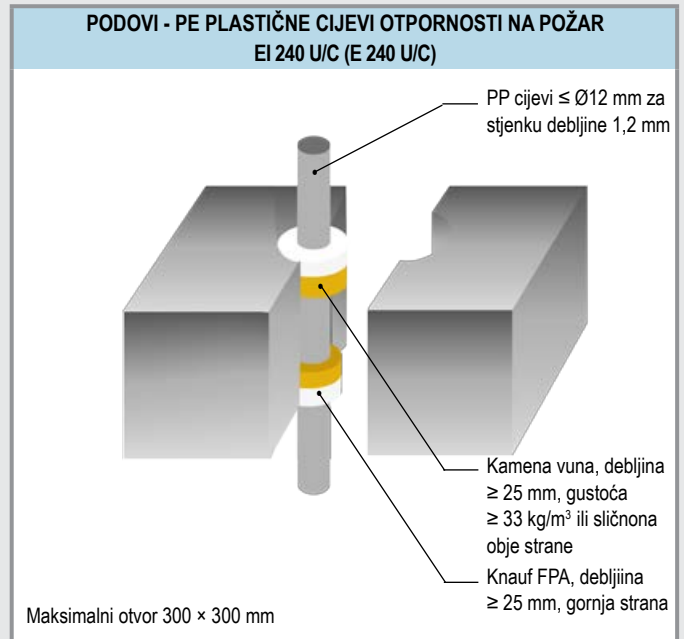 PODOVI - PE PLASTIČNE CIJEVI OTPORNOSTI NA POŽAR
EI 240 U/C (E 240 U/C)
PP cijevi ≤ Ø12 mm za
stjenku debljine 1,2 mm
Kamena vuna, debljina
≥ 25 mm, gustoća
≥ 33 kg/m³ ili sličnona
obje strane
Knauf FPA, debljiina
≥ 25 mm, gornja strana
Maksimalni otvor 300 × 300 mm